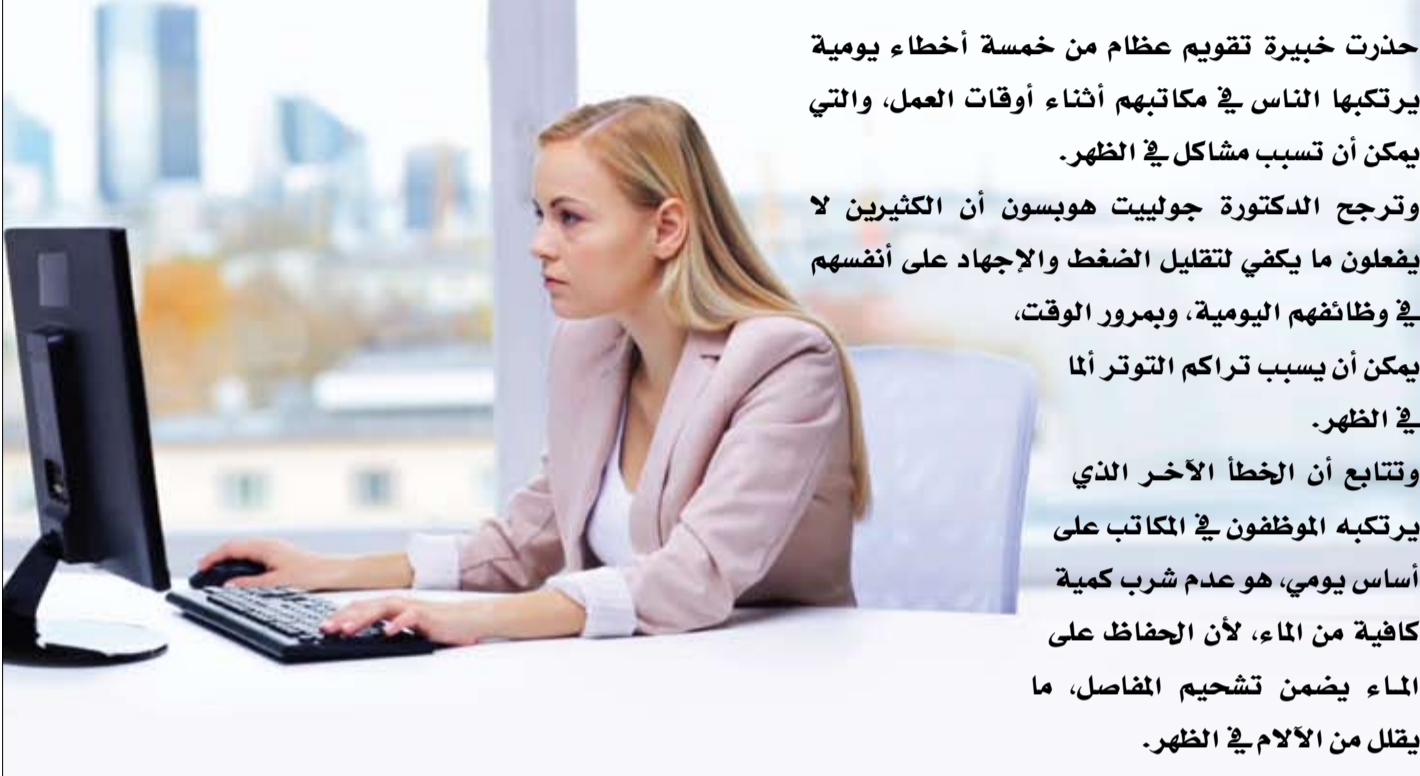 حذرت خبيرة تقويم عظام من خمسة أخطاء يومية
يرتكبها الناس في مكاتبهم أثناء أوقات العمل، والتي
يمكن أن تسبب مشاكل في الظهر.
وترجح الدكتورة جولييت هوبسون أن الكثيرين لا
يفعلون ما يكفي لتقليل الضغط والإجهاد على أنفسهم
في وظائفهم اليومية، وبمرور الوقت،
يمكن أن يسبب تراكم التوتر ألما
في الظهر.
وتتابع أن الخطأ الآخر الذي
يرتكبه الموظفون في المكاتب على
أساس يومي، هو عدم شرب كمية
كافية من الماء، لأن الحفاظ على
الماء يضمن تشحيم المفاصل، ما
يقلل من الآلام في الظهر.